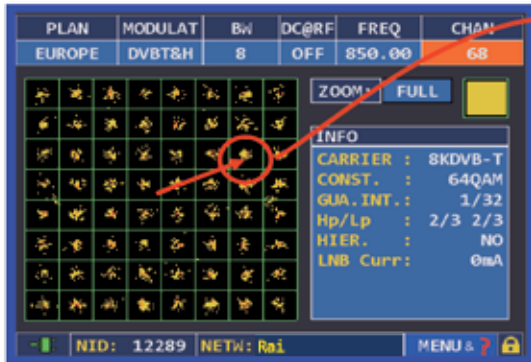 PLAN MODULAT BW DC@RF FREQ CHAN
EUROPE DVBT&H 8 OFF 850.00 68
ZOOM: FULL
INFO
CARRIER : 8KDVB-T
CONST. : 64QAM
GUA.INT.: 1/32
Hp/Lp : 2/3 2/3
HIER. : NO
LNB Curr: 0mA
NID: 12289 NETW: Rai MENU & ?